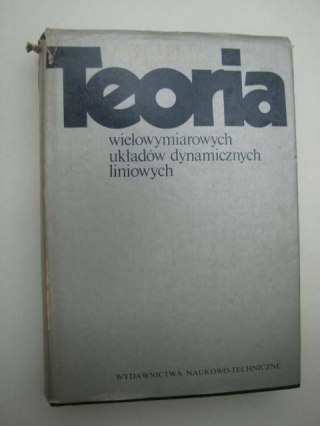 Teoria
wielowymiarowych
układów dynamicznych
liniowych
WYDAWNICTWA NAUKOWO-TECHNICZNE